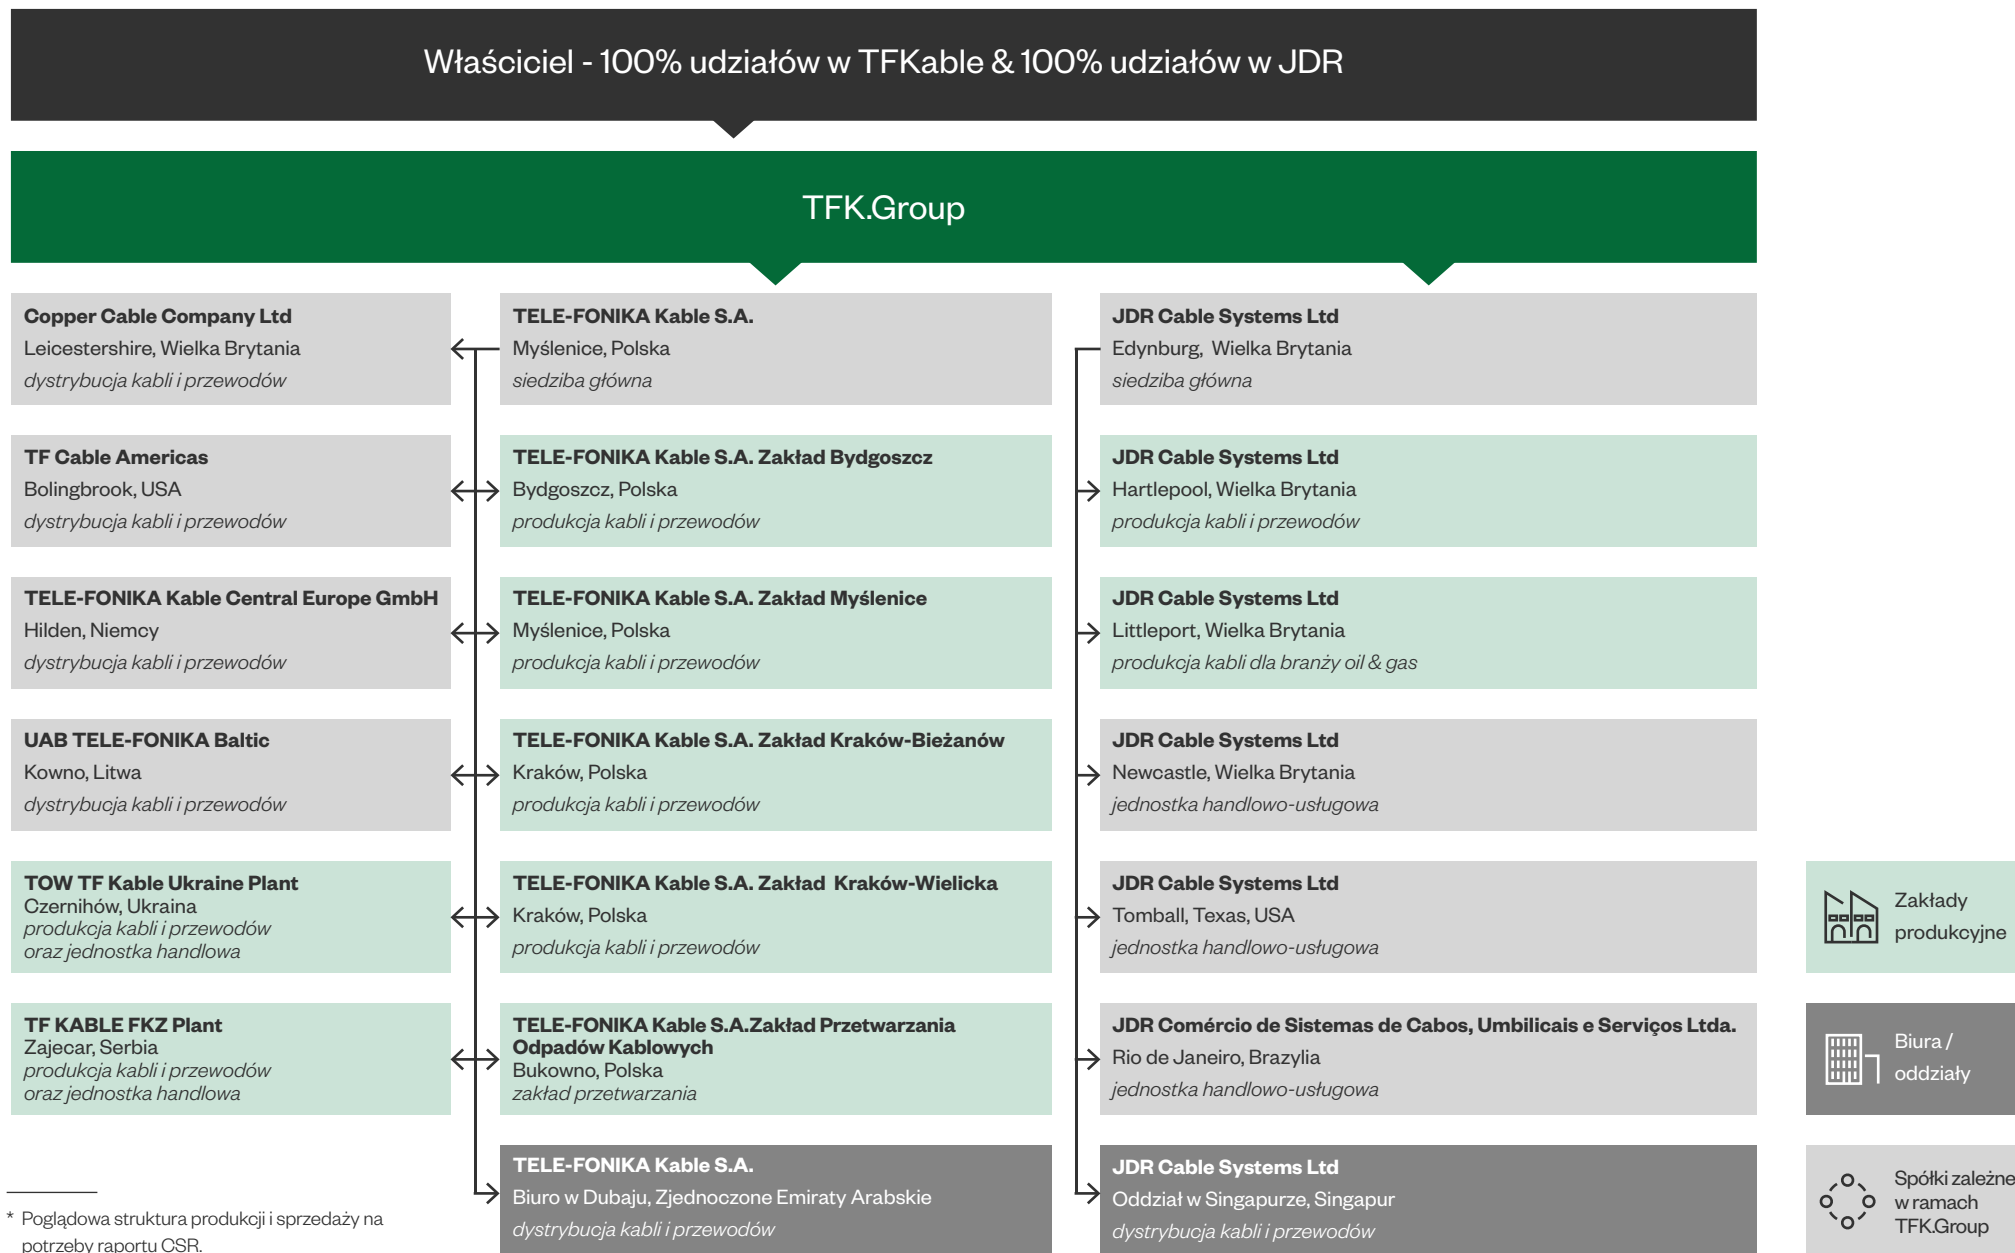 Właściciel - 100% udziałów w TFKable & 100% udziałów w JDR
TFK.Group
Copper Cable Company Ltd
Leicestershire, Wielka Brytania
dystrybucja kabli i przewodów
TF Cable Americas
Bolingbrook, USA
dystrybucja kabli i przewodów
TELE-FONIKA Kable Central Europe GmbH
Hilden, Niemcy
dystrybucja kabli i przewodów
UAB TELE-FONIKA Baltic
Kowno, Litwa
dystrybucja kabli i przewodów
TOW TF Kable Ukraine Plant
Czernihów, Ukraina
produkcja kabli i przewodów
oraz jednostka handlowa
TF KABLE FKZ Plant
Zajecar, Serbia
produkcja kabli i przewodów
oraz jednostka handlowa
TELE-FONIKA Kable S.A.
Myślenice, Polska
siedziba główna
TELE-FONIKA Kable S.A. Zakład Bydgoszcz
Bydgoszcz, Polska
produkcja kabli i przewodów
TELE-FONIKA Kable S.A. Zakład Myślenice
Myślenice, Polska
produkcja kabli i przewodów
TELE-FONIKA Kable S.A. Zakład Kraków-Bieżanów
Kraków, Polska
produkcja kabli i przewodów
TELE-FONIKA Kable S.A. Zakład Kraków-Wielicka
Kraków, Polska
produkcja kabli i przewodów
TELE-FONIKA Kable S.A.Zakład Przetwarzania
Odpadów Kablowych
Bukowno, Polska
zakład przetwarzania
TELE-FONIKA Kable S.A.
Biuro w Dubaju, Zjednoczone Emiraty Arabskie
dystrybucja kabli i przewodów
JDR Cable Systems Ltd
Edynburg, Wielka Brytania
siedziba główna
JDR Cable Systems Ltd
Hartlepool, Wielka Brytania
produkcja kabli i przewodów
JDR Cable Systems Ltd
Littleport, Wielka Brytania
produkcja kabli dla branży oil & gas
JDR Cable Systems Ltd
Newcastle, Wielka Brytania
jednostka handlowo-usługowa
JDR Cable Systems Ltd
Tomball, Texas, USA
jednostka handlowo-usługowa
JDR Comércio de Sistemas de Cabos, Umbilicais e Serviços Ltda.
Rio de Janeiro, Brazylia
jednostka handlowo-usługowa
JDR Cable Systems Ltd
Oddział w Singapurze, Singapur
dystrybucja kabli i przewodów
Zakłady
produkcyjne
Biura /
oddziały
Spółki zależne
w ramach
TFK.Group
* Poglądowa struktura produkcji i sprzedaży na
potrzeby raportu CSR.